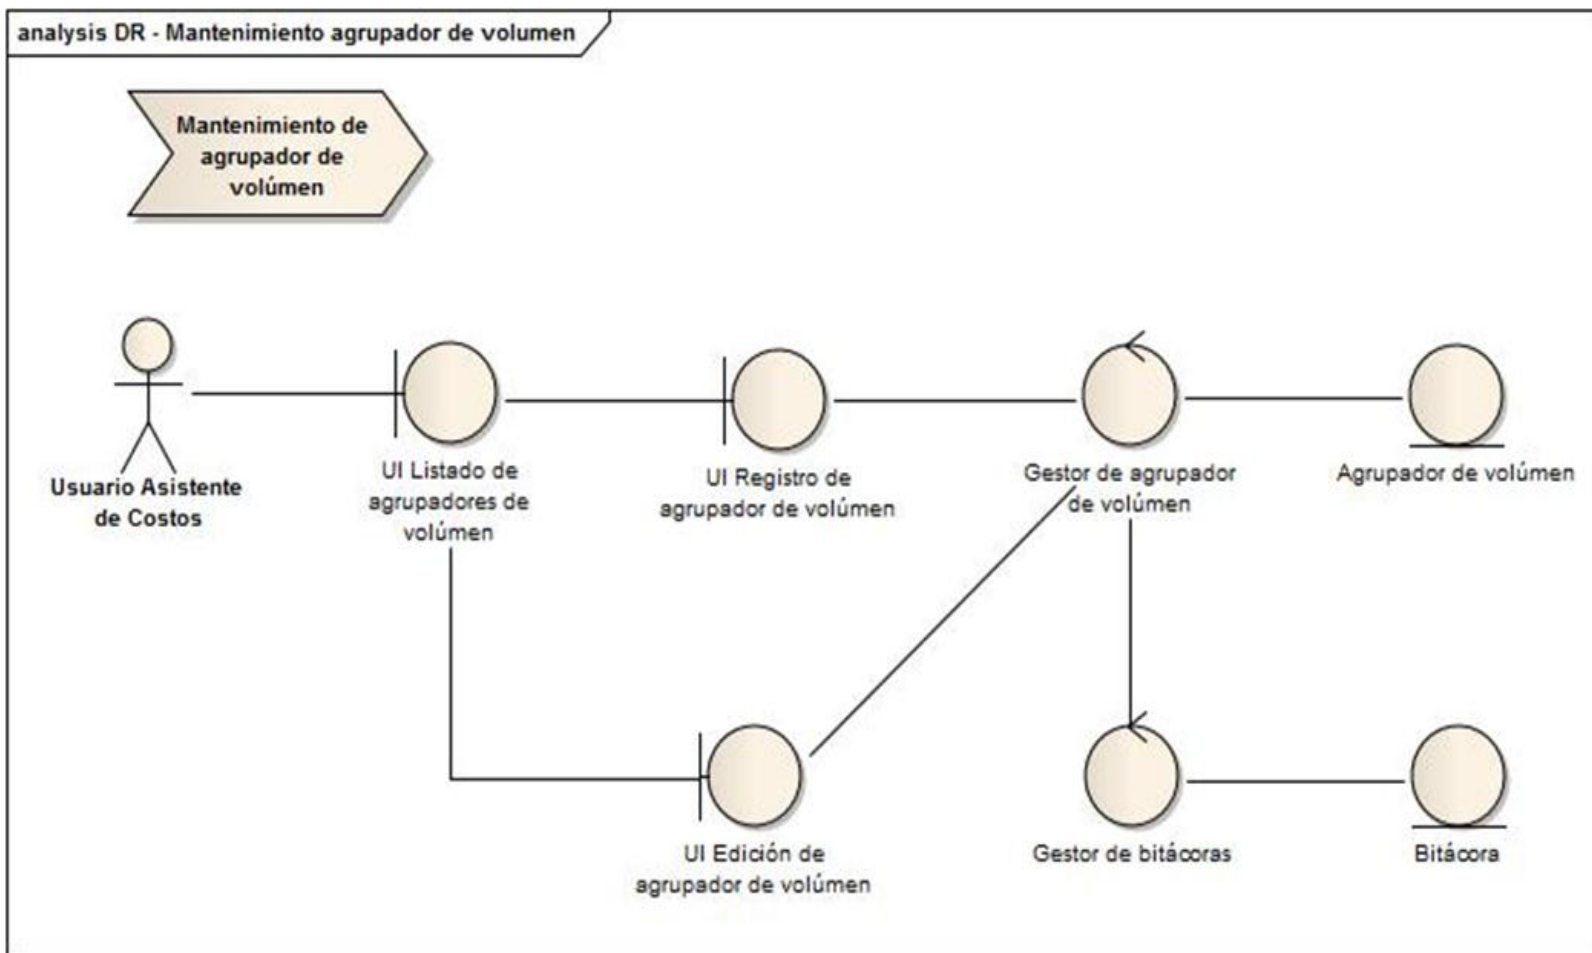 analysis DR - Mantenimiento agrupador de volumen
Mantenimiento de
agrupador de
volúmen
Usuario Asistente
de Costos
UI Listado de
agrupadores de
volúmen
UI Registro de
agrupador de volúmen
Gestor de agrupador
de volúmen
Agrupador de volúmen
UI Edición de
agrupador de volúmen
Gestor de bitácoras
Bitácora